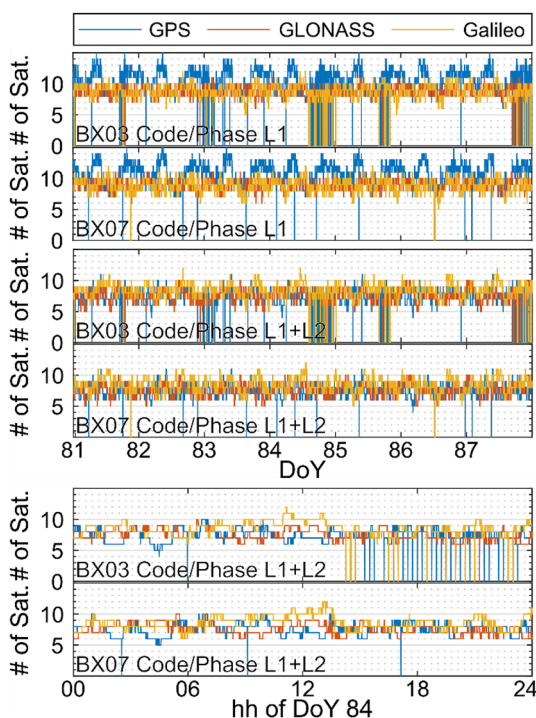 GPS GLONASS Galileo
# of Sat. # of Sat.
10
5
0
BX03 Code/Phase L1
10
5
0
BX07 Code/Phase L1
# of Sat. # of Sat.
10
5
0
BX03 Code/Phase L1+L2
10
5
BX07 Code/Phase L1+L2
81 82 83 84 85 86 87
DoY
# of Sat. # of Sat.
10
5
0
BX03 Code/Phase L1+L2
10
5
BX07 Code/Phase L1+L2
00 06 12 18 24
hh of DoY 84